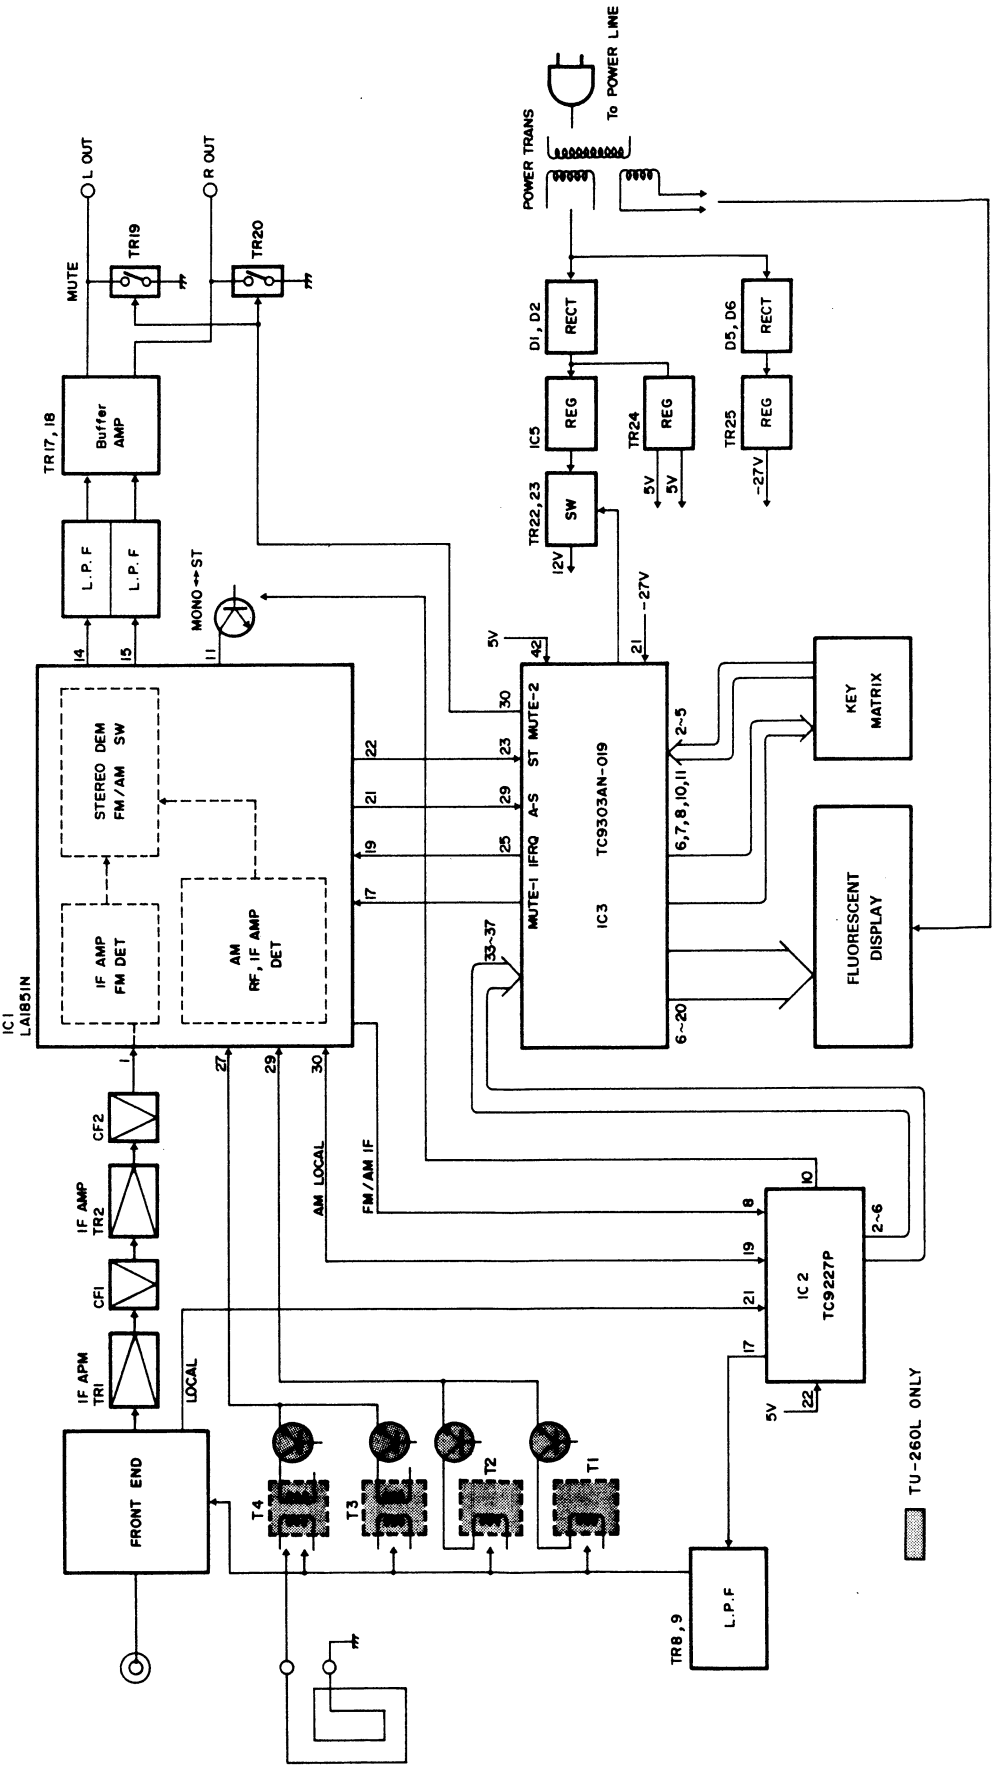 FRONT END
IF APM
TR1
CF1
IF AMP
TR2
CF2
LOCAL
1
27
29
30
AM LOCAL
FM/AM IF
IC1
LA1851N
IF AMP
FM DET
STEREO DEM
FM/AM SW
AM
RF, IF AMP
DET
14
15
11
17
19
21
22
L.P.F
L.P.F
MONO↔ST
TR17, 18
Buffer
AMP
MUTE
L OUT
TR19
R OUT
TR20
T4
T3
T2
T1
TR8, 9
L.P.F
17
21
19
8
10
5V
22
IC2
TC9227P
2~6
33~37
MUTE-1
IFRQ
25
A-S
29
ST
23
MUTE-2
30
5V
42
21
-27V
IC3
TC9303AN-019
6~20
6,7,8,10,11
2~5
FLUORESCENT
DISPLAY
KEY
MATRIX
12V
TR22,23
SW
IC5
REG
D1, D2
RECT
5V
5V
TR24
REG
-27V
TR25
REG
D5, D6
RECT
POWER TRANS
To POWER LINE
TU-260L ONLY